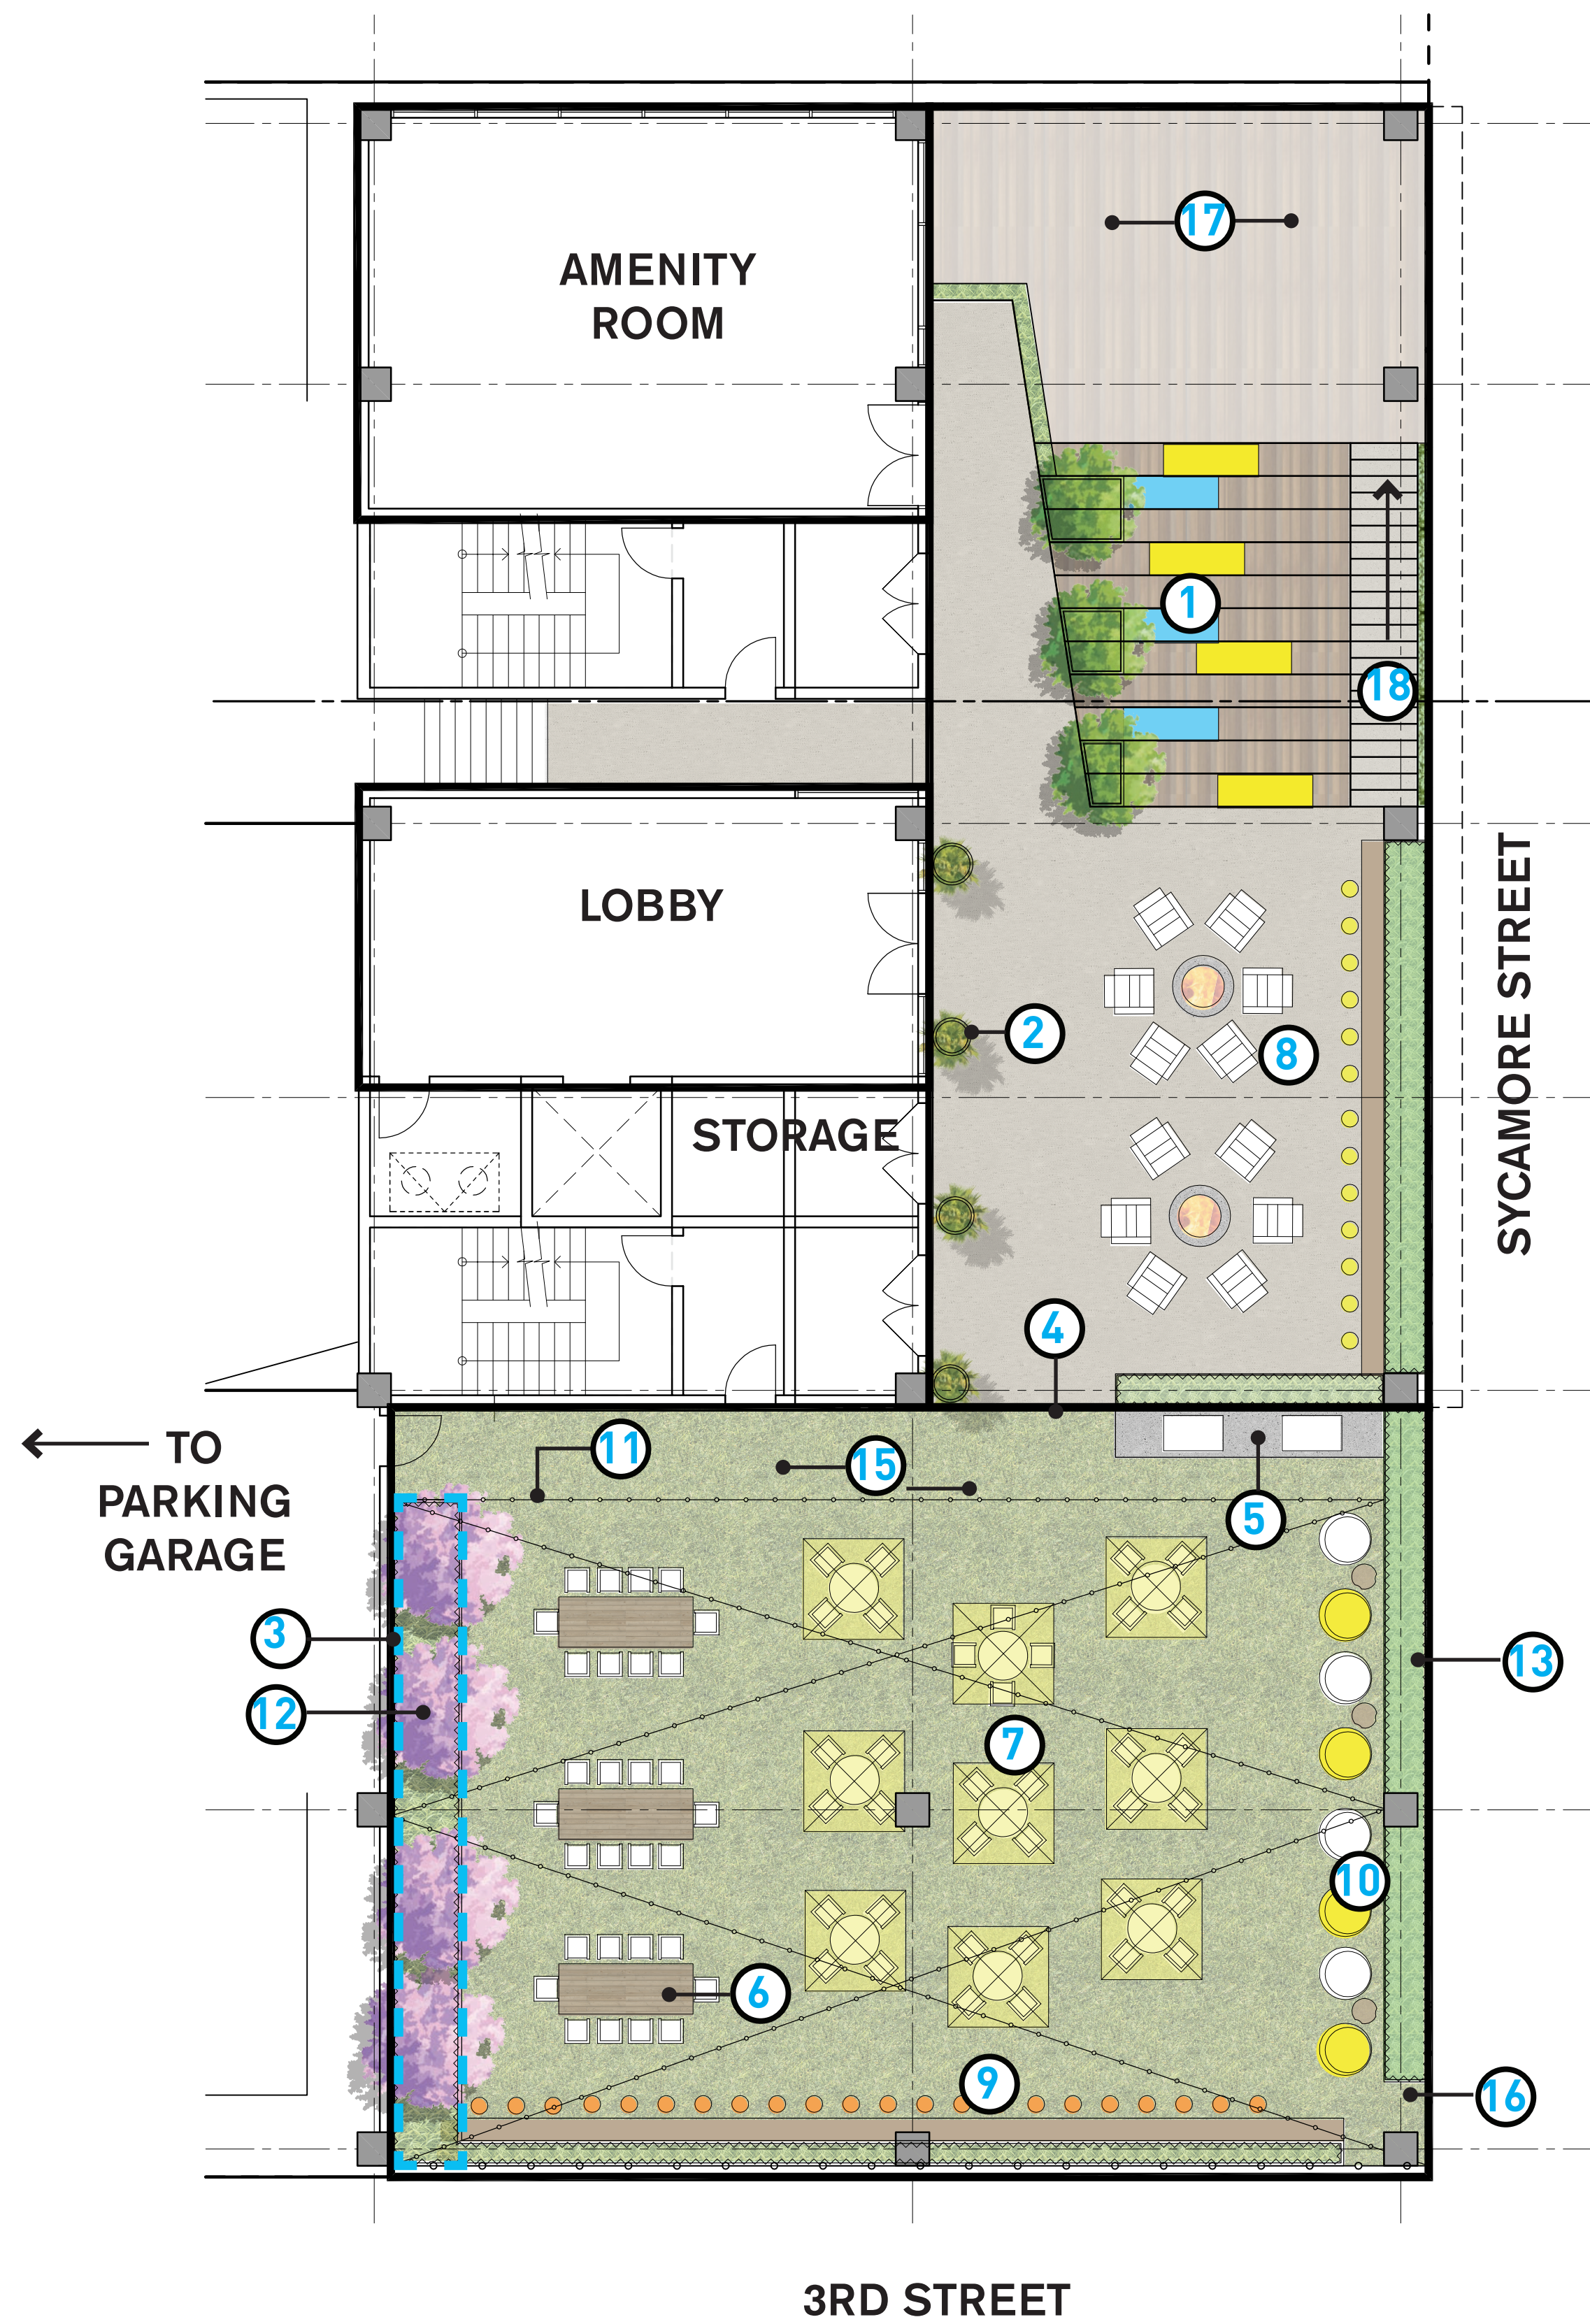 17
AMENITY
ROOM
1
18
LOBBY
2
8
SYCAMORE STREET
STORAGE
4
TO
PARKING
GARAGE
11
15
5
3
12
13
7
10
6
9
16
3RD STREET